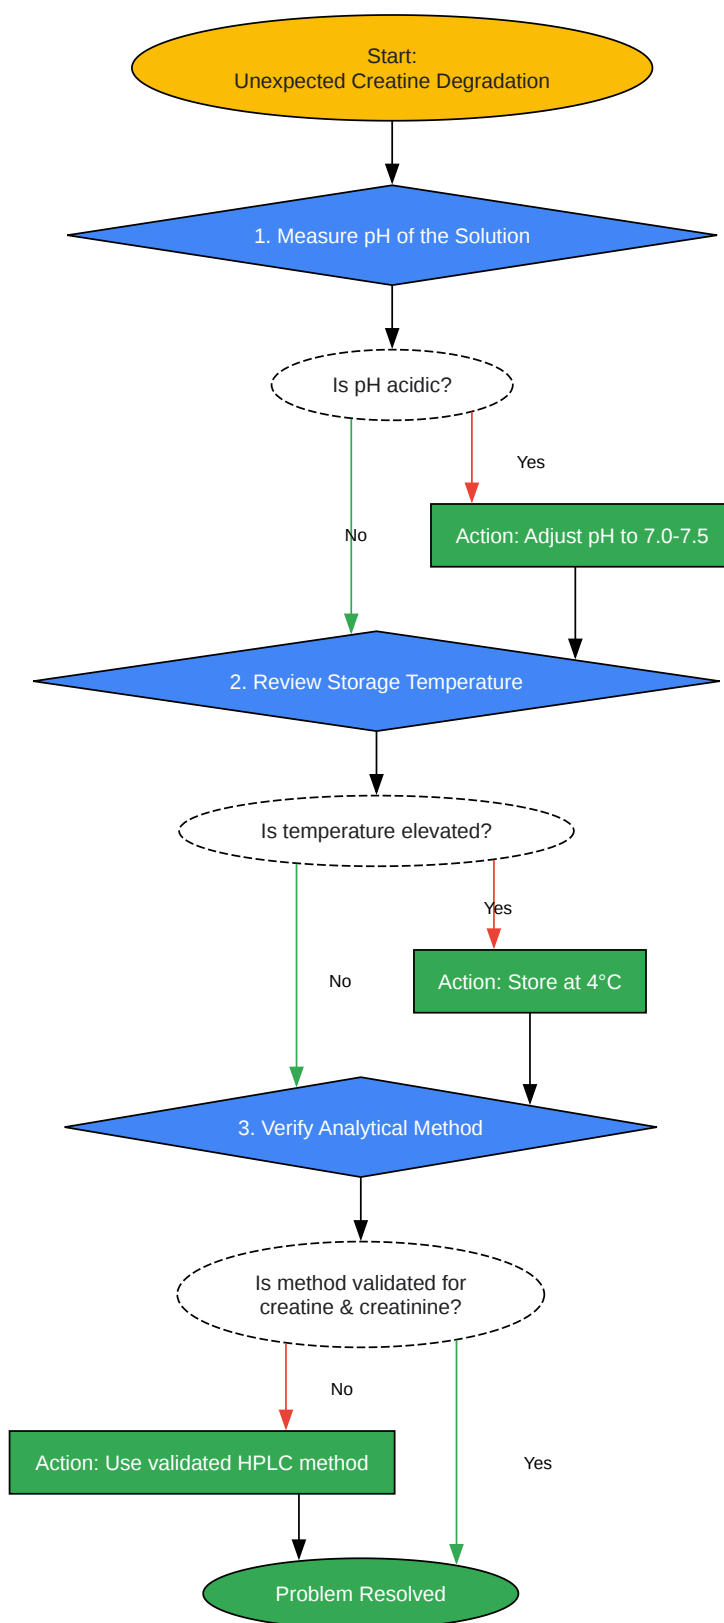 Start:
Unexpected Creatine Degradation
1. Measure pH of the Solution
Is pH acidic?
Yes
No
Action: Adjust pH to 7.0-7.5
2. Review Storage Temperature
Is temperature elevated?
Yes
No
Action: Store at 4°C
3. Verify Analytical Method
Is method validated for
creatine & creatinine?
No
Action: Use validated HPLC method
Yes
Problem Resolved